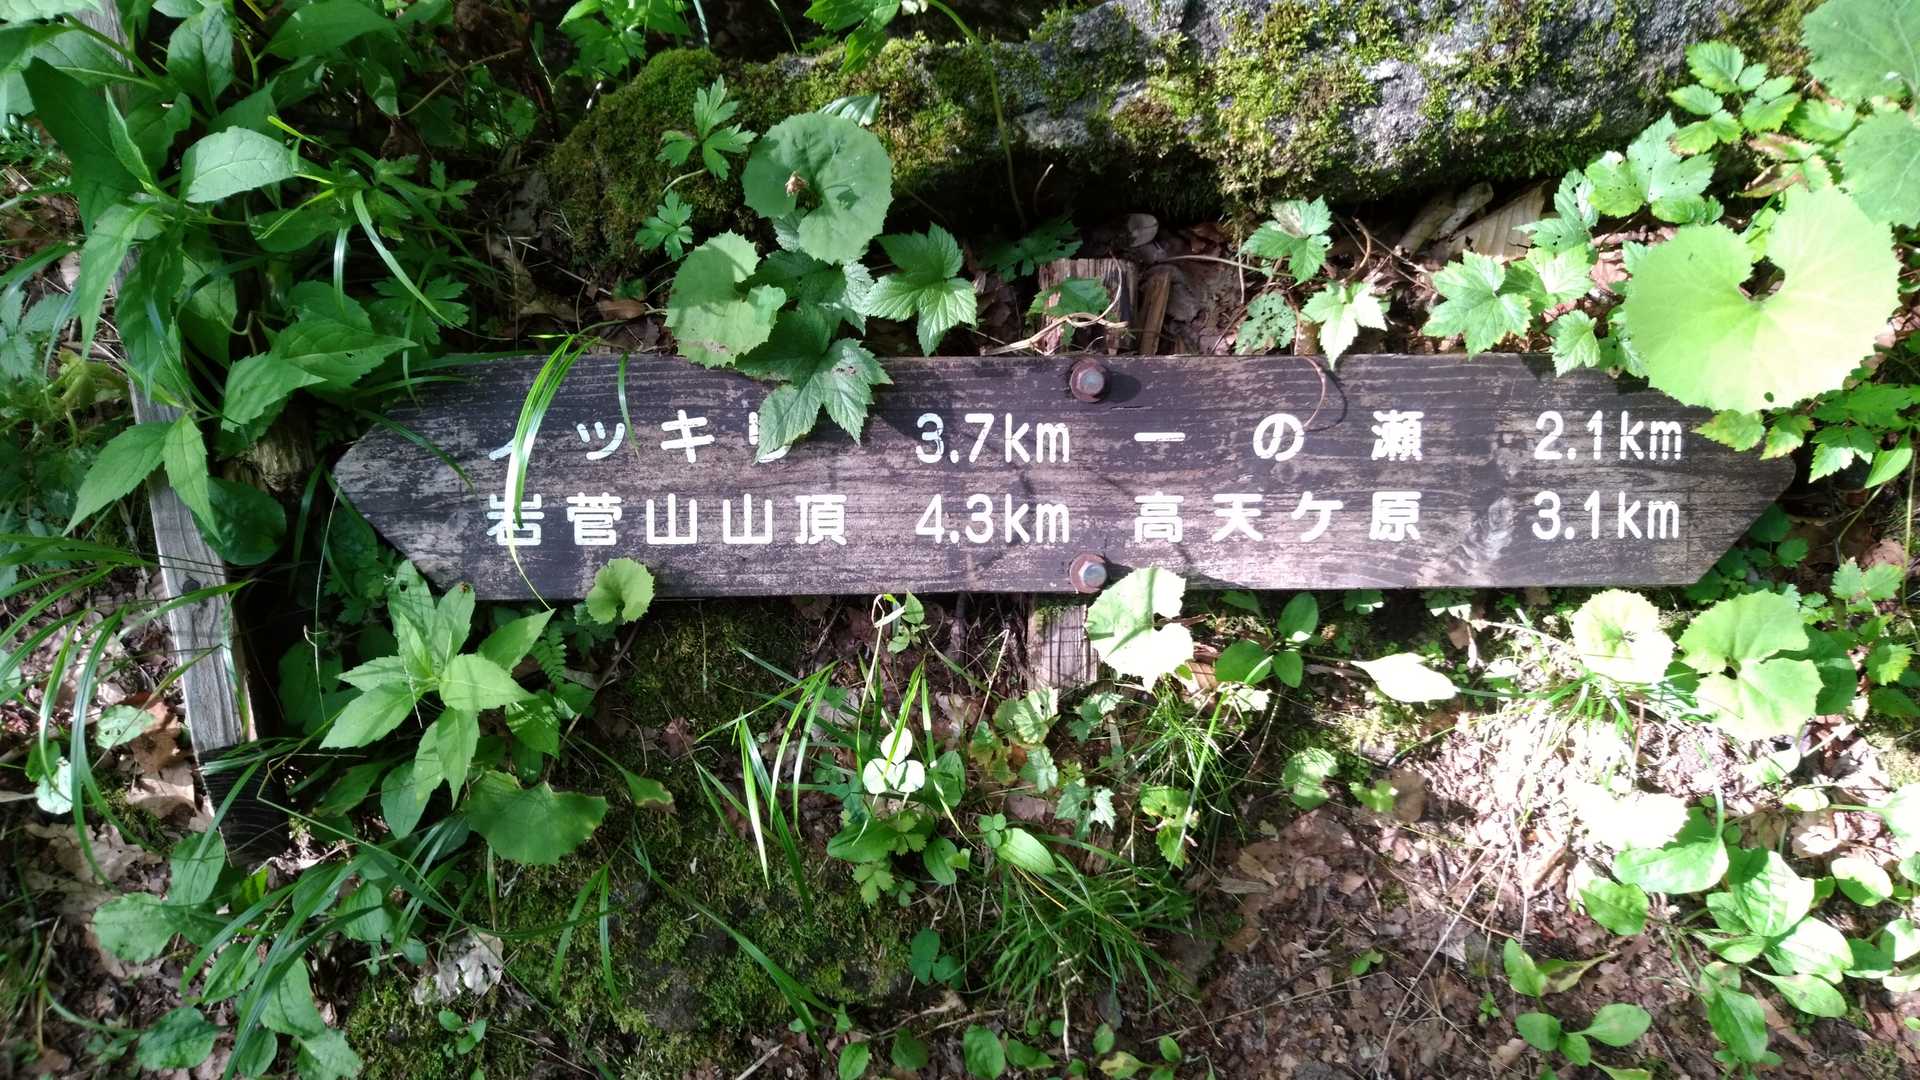 ノッキリ 3.7km 一の瀬 2.1km
岩菅山山頂 4.3km 高天ケ原 3.1km